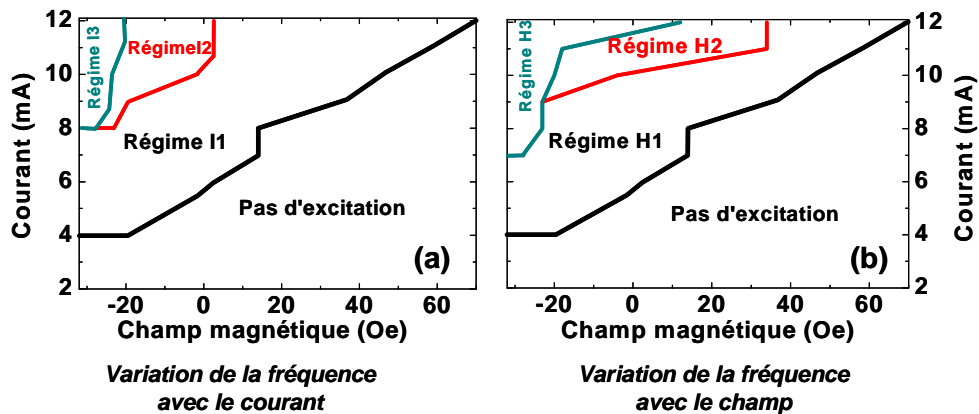 Courant (mA)
12
10
8
6
4
2
Régime I3
RégimeI2
Régime I1
Pas d'excitation
(a)
-20
0
20
40
60
Champ magnétique (Oe)
Variation de la fréquence
avec le courant
12
10
8
6
4
2
Régime H3
Régime H2
Régime H1
Pas d'excitation
(b)
-20
0
20
40
60
Champ magnétique (Oe)
Courant (mA)
Variation de la fréquence
avec le champ